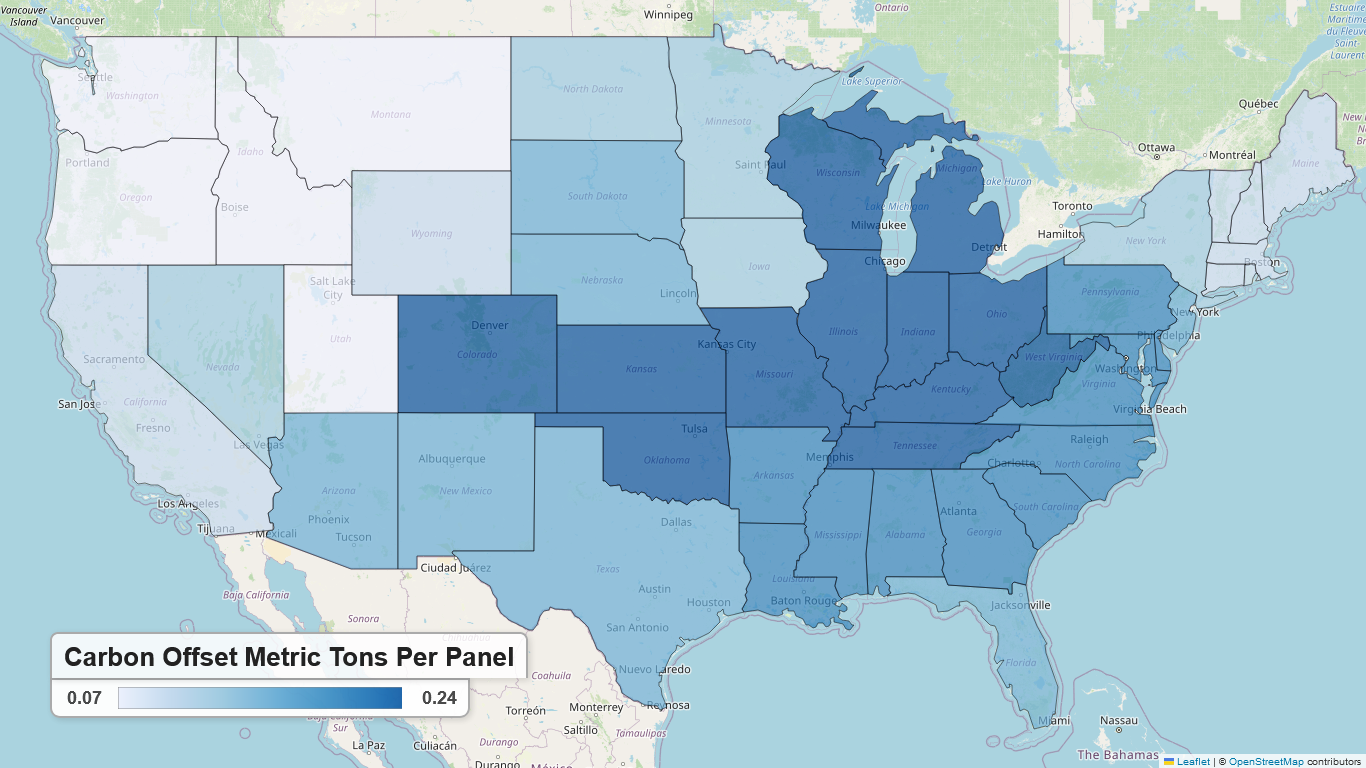 Vancouver
Island
Vancouver
Winnipeg
Ontario
Lake Superior
Québec
Ottawa
Montréal
Seattle
Washington
Montana
North Dakota
Minnesota
Saint Paul
Wisconsin
Michigan
Lake Huron
Maine
Portland
Oregon
Idaho
Boise
Wyoming
South Dakota
Lake Michigan
Milwaukee
Detroit
Toronto
Hamilton
New York
Boston
Salt Lake
City
Nebraska
Lincoln
Iowa
Chicago
Pennsylvania
New York
Philadelphia
Utah
Nevada
Denver
Colorado
Kansas
Kansas City
Missouri
Illinois
Indiana
Ohio
West Virginia
Washington
Virginia
Virginia Beach
Kentucky
Sacramento
San Jose
California
Fresno
Las Vegas
Los Angeles
Tijuana
Mexicali
Arizona
Phoenix
Tucson
Albuquerque
New Mexico
Tulsa
Oklahoma
Arkansas
Memphis
Tennessee
Charlotte
Raleigh
North Carolina
South Carolina
Atlanta
Georgia
Alabama
Mississippi
Louisiana
Baton Rouge
Dallas
Texas
Austin
Houston
San Antonio
Ciudad Juárez
Jacksonville
Florida
Miami
Nassau
The Bahamas
Baja California
Sonora
Chihuahua
Coahuila
Nuevo Laredo
Reynosa
Monterrey
Torreón
Saltillo
Tamaulipas
Durango
Durango
Culiacán
La Paz
Baja California
Sur
México
Carbon Offset Metric Tons Per Panel
0.07
0.24
Leaflet | © OpenStreetMap contributors